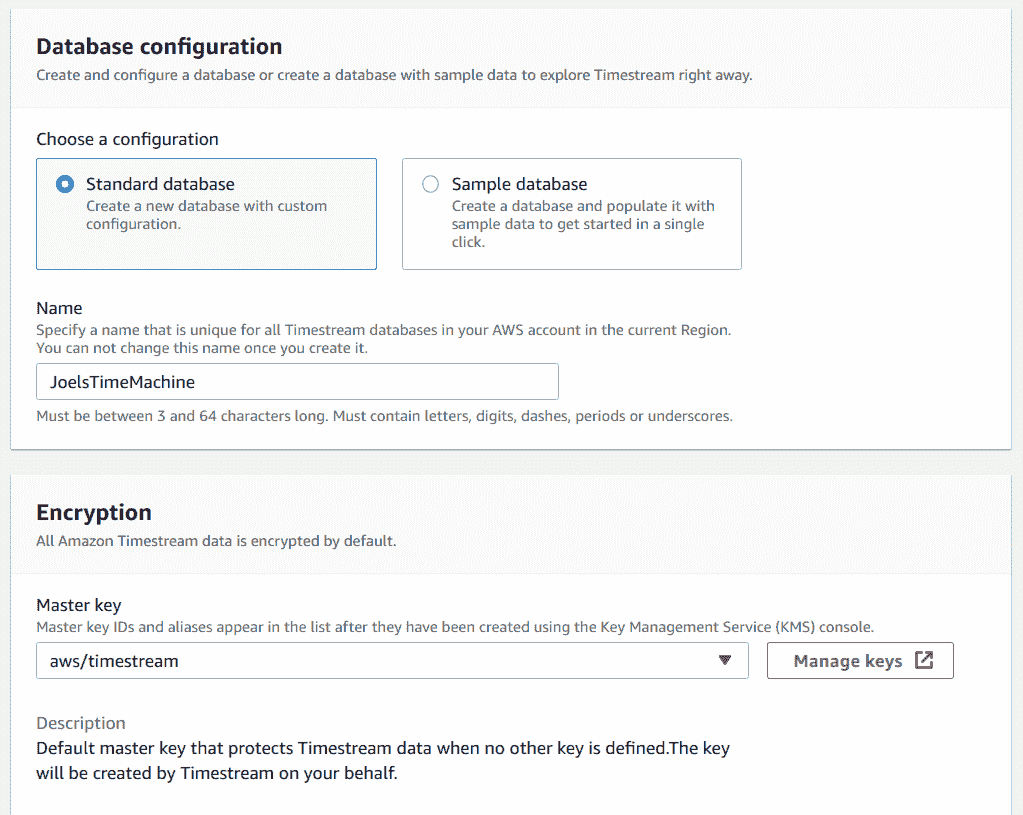 Database configuration
Create and configure a database or create a database with sample data to explore Timestream right away.
Choose a configuration
Standard database
Create a new database with custom
configuration.
Sample database
Create a database and populate it with
sample data to get started in a single
click.
Name
Specify a name that is unique for all Timestream databases in your AWS account in the current Region.
You can not change this name once you create it.
JoelsTimeMachine
Must be between 3 and 64 characters long. Must contain letters, digits, dashes, periods or underscores.
Encryption
All Amazon Timestream data is encrypted by default.
Master key
Master key IDs and aliases appear in the list after they have been created using the Key Management Service (KMS) console.
aws/timestream
Manage keys
Description
Default master key that protects Timestream data when no other key is defined.The key
will be created by Timestream on your behalf.